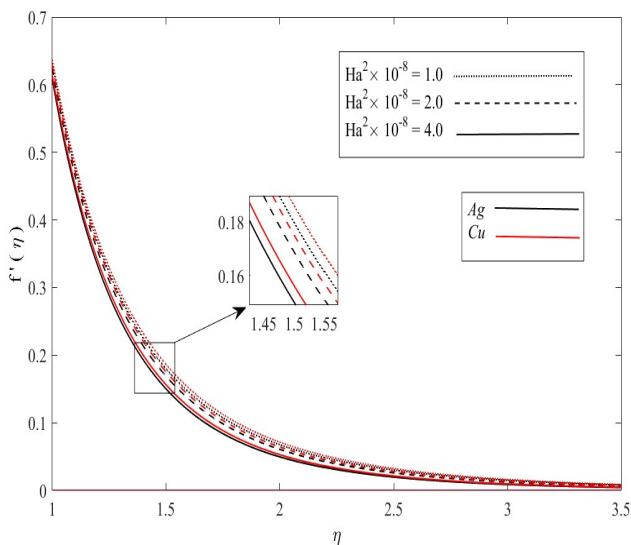 0.7
0.6
0.5
0.4
0.3
0.2
0.1
0
f ' ( η )
Ha² × 10⁻⁸ = 1.0
Ha² × 10⁻⁸ = 2.0
Ha² × 10⁻⁸ = 4.0
Ag
Cu
0.18
0.16
1.45 1.5 1.55
1 1.5 2 2.5 3 3.5
η